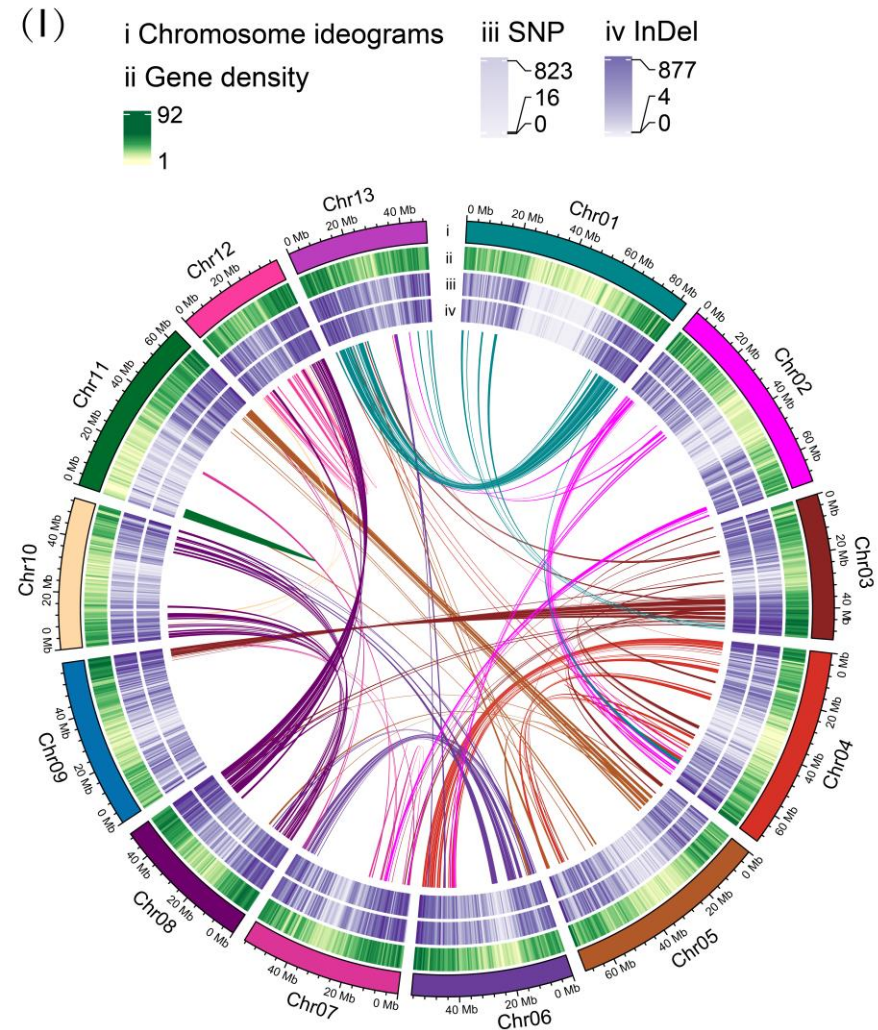 (I)
i Chromosome ideograms
ii Gene density
92
1
iii SNP
823
16
0
iv InDel
877
4
0
i
ii
iii
iv
Chr01
0 Mb
20 Mb
40 Mb
60 Mb
80 Mb
Chr02
0 Mb
20 Mb
40 Mb
60 Mb
Chr03
0 Mb
20 Mb
40 Mb
Chr04
0 Mb
20 Mb
40 Mb
60 Mb
Chr05
0 Mb
20 Mb
40 Mb
60 Mb
Chr06
0 Mb
20 Mb
40 Mb
Chr07
0 Mb
20 Mb
40 Mb
Chr08
0 Mb
20 Mb
40 Mb
Chr09
0 Mb
20 Mb
40 Mb
Chr10
0 Mb
20 Mb
40 Mb
Chr11
0 Mb
20 Mb
40 Mb
60 Mb
Chr12
0 Mb
20 Mb
Chr13
0 Mb
20 Mb
40 Mb